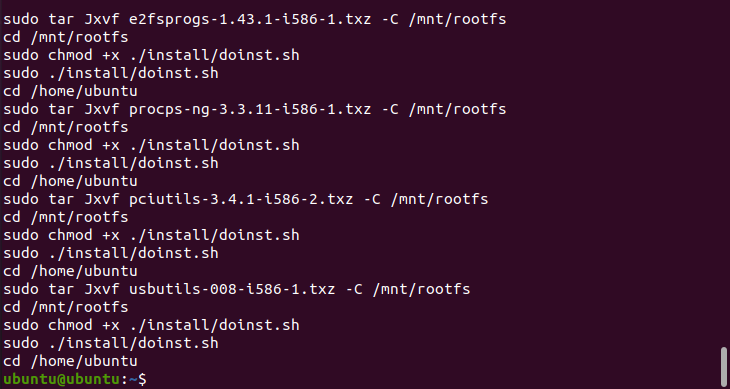 sudo tar Jxvf e2fsprogs-1.43.1-i586-1.txz -C /mnt/rootfs
cd /mnt/rootfs
sudo chmod +x ./install/doinst.sh
sudo ./install/doinst.sh
cd /home/ubuntu
sudo tar Jxvf procps-ng-3.3.11-i586-1.txz -C /mnt/rootfs
cd /mnt/rootfs
sudo chmod +x ./install/doinst.sh
sudo ./install/doinst.sh
cd /home/ubuntu
sudo tar Jxvf pciutils-3.4.1-i586-2.txz -C /mnt/rootfs
cd /mnt/rootfs
sudo chmod +x ./install/doinst.sh
sudo ./install/doinst.sh
cd /home/ubuntu
sudo tar Jxvf usbutils-008-i586-1.txz -C /mnt/rootfs
cd /mnt/rootfs
sudo chmod +x ./install/doinst.sh
sudo ./install/doinst.sh
cd /home/ubuntu
ubuntu@ubuntu:~$